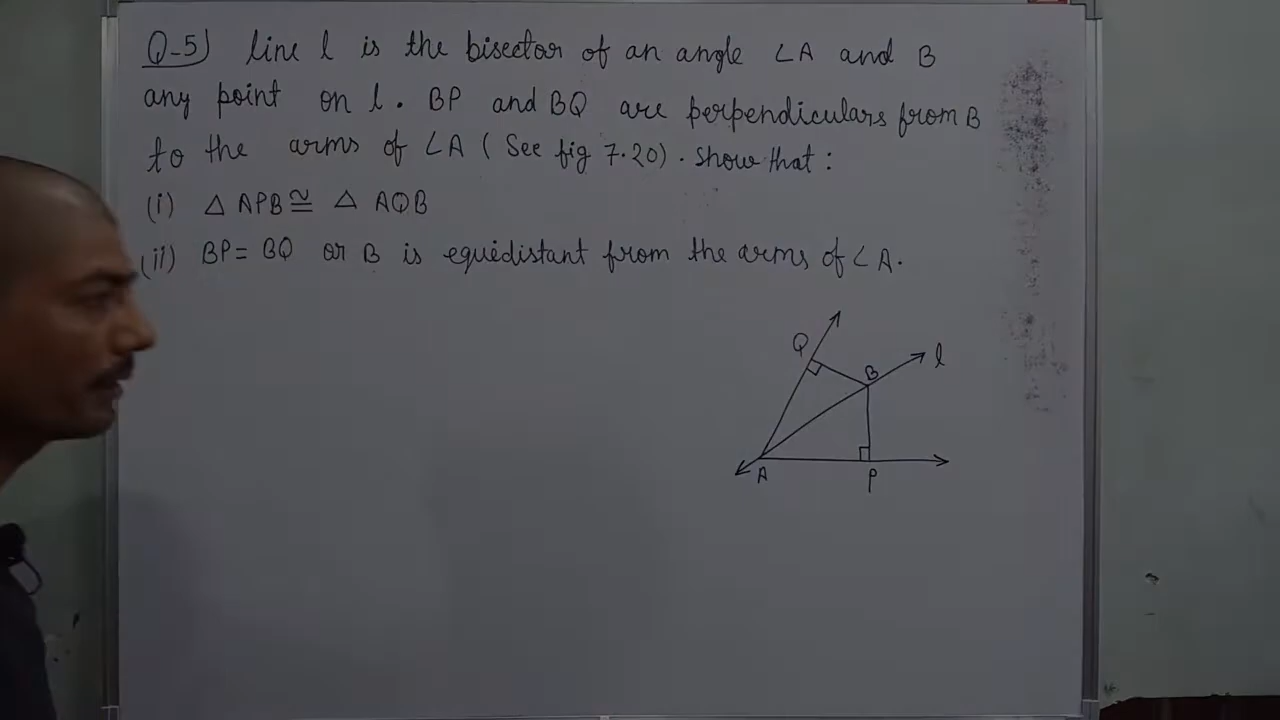 Q-5) line l is the bisector of an angle ∠A and B
any point on l. BP and BQ are perpendiculars from B
to the arms of ∠A (See fig 7.20). Show that:
(i) △ APB ≅ △ AQB
(ii) BP = BQ or B is equidistant from the arms of ∠A.
Q
B
l
A
P